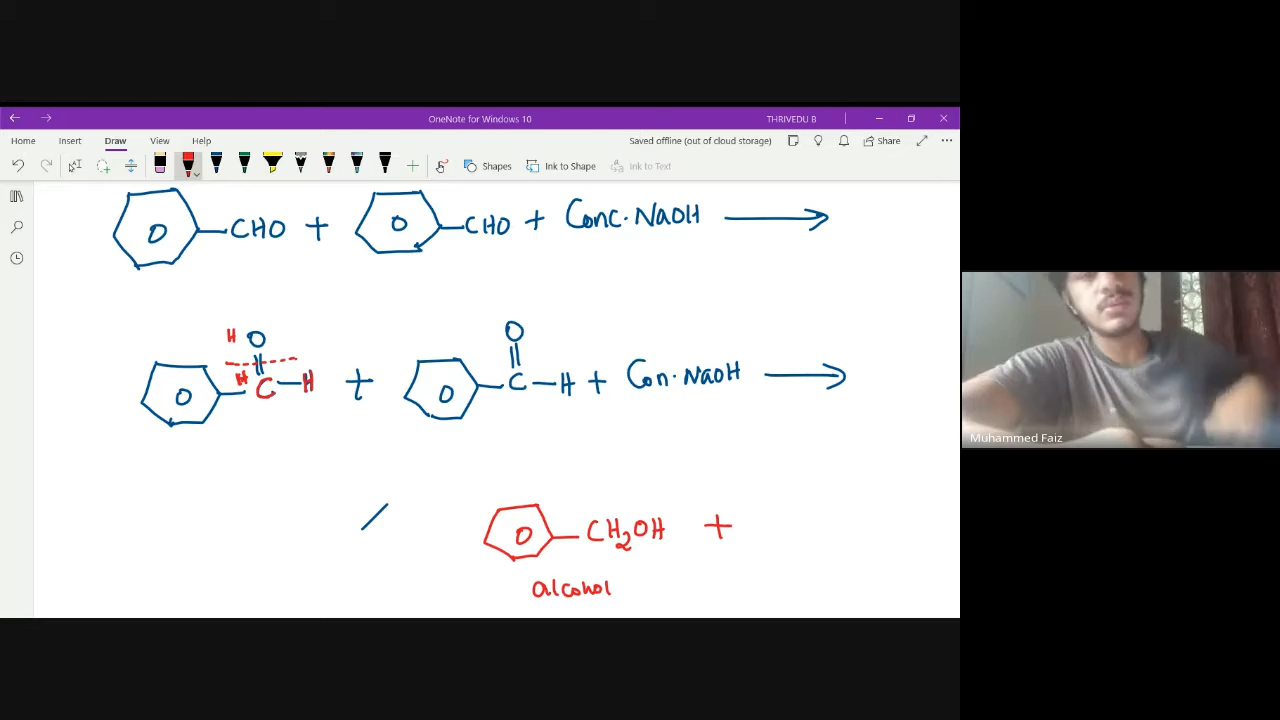 OneNote for Windows 10
THRIVEDU B
Home Insert Draw View Help
Saved offline (out of cloud storage)
Share
Shapes
Ink to Shape
Ink to Text
CHO + CHO + Conc. NaOH
H O O
H C H + C H + Con. NaOH
CH2OH +
alcohol
Muhammed Faiz